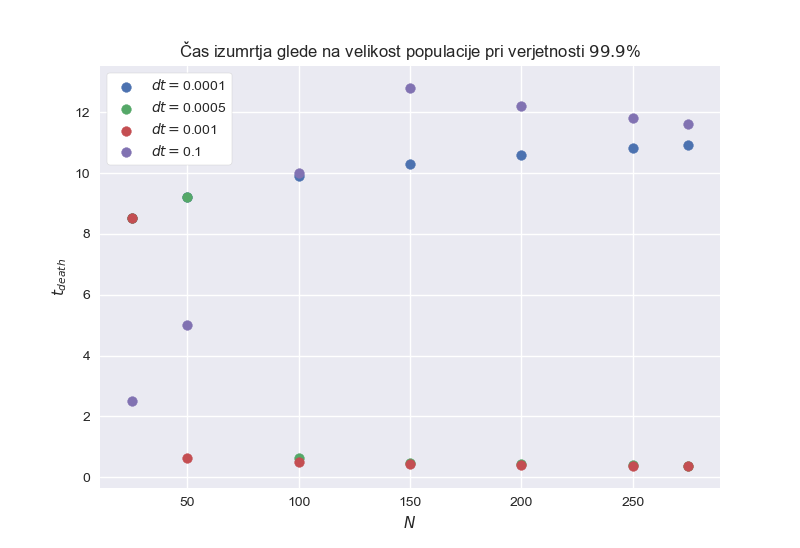 Čas izumrtja glede na velikost populacije pri verjetnosti 99.9%
dt = 0.0001
dt = 0.0005
dt = 0.001
dt = 0.1
12
10
8
6
4
2
0
t_death
50 100 150 200 250
N